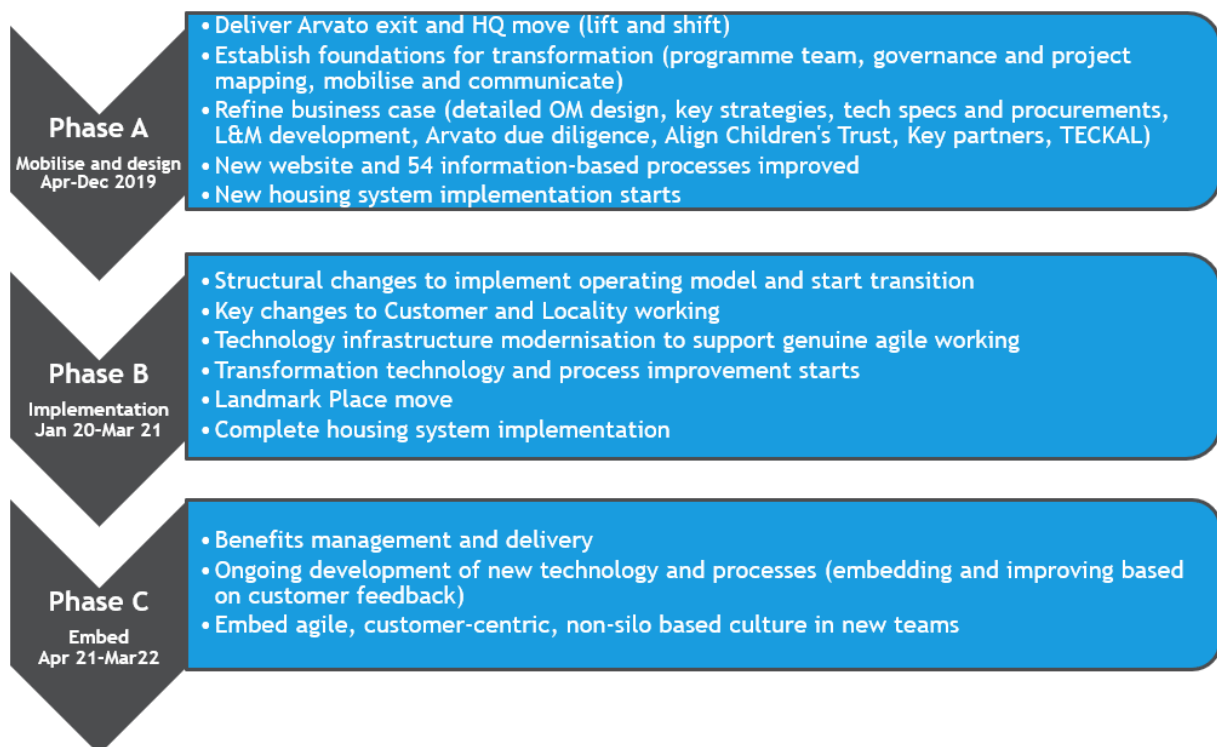 Phase A
Mobilise and design
Apr-Dec 2019
• Deliver Arvato exit and HQ move (lift and shift)
• Establish foundations for transformation (programme team, governance and project
mapping, mobilise and communicate)
• Refine business case (detailed OM design, key strategies, tech specs and procurements,
L&M development, Arvato due diligence, Align Children's Trust, Key partners, TECKAL)
• New website and 54 information-based processes improved
• New housing system implementation starts
Phase B
Implementation
Jan 20-Mar 21
• Structural changes to implement operating model and start transition
• Key changes to Customer and Locality working
• Technology infrastructure modernisation to support genuine agile working
• Transformation technology and process improvement starts
• Landmark Place move
• Complete housing system implementation
Phase C
Embed
Apr 21-Mar22
• Benefits management and delivery
• Ongoing development of new technology and processes (embedding and improving based
on customer feedback)
• Embed agile, customer-centric, non-silo based culture in new teams